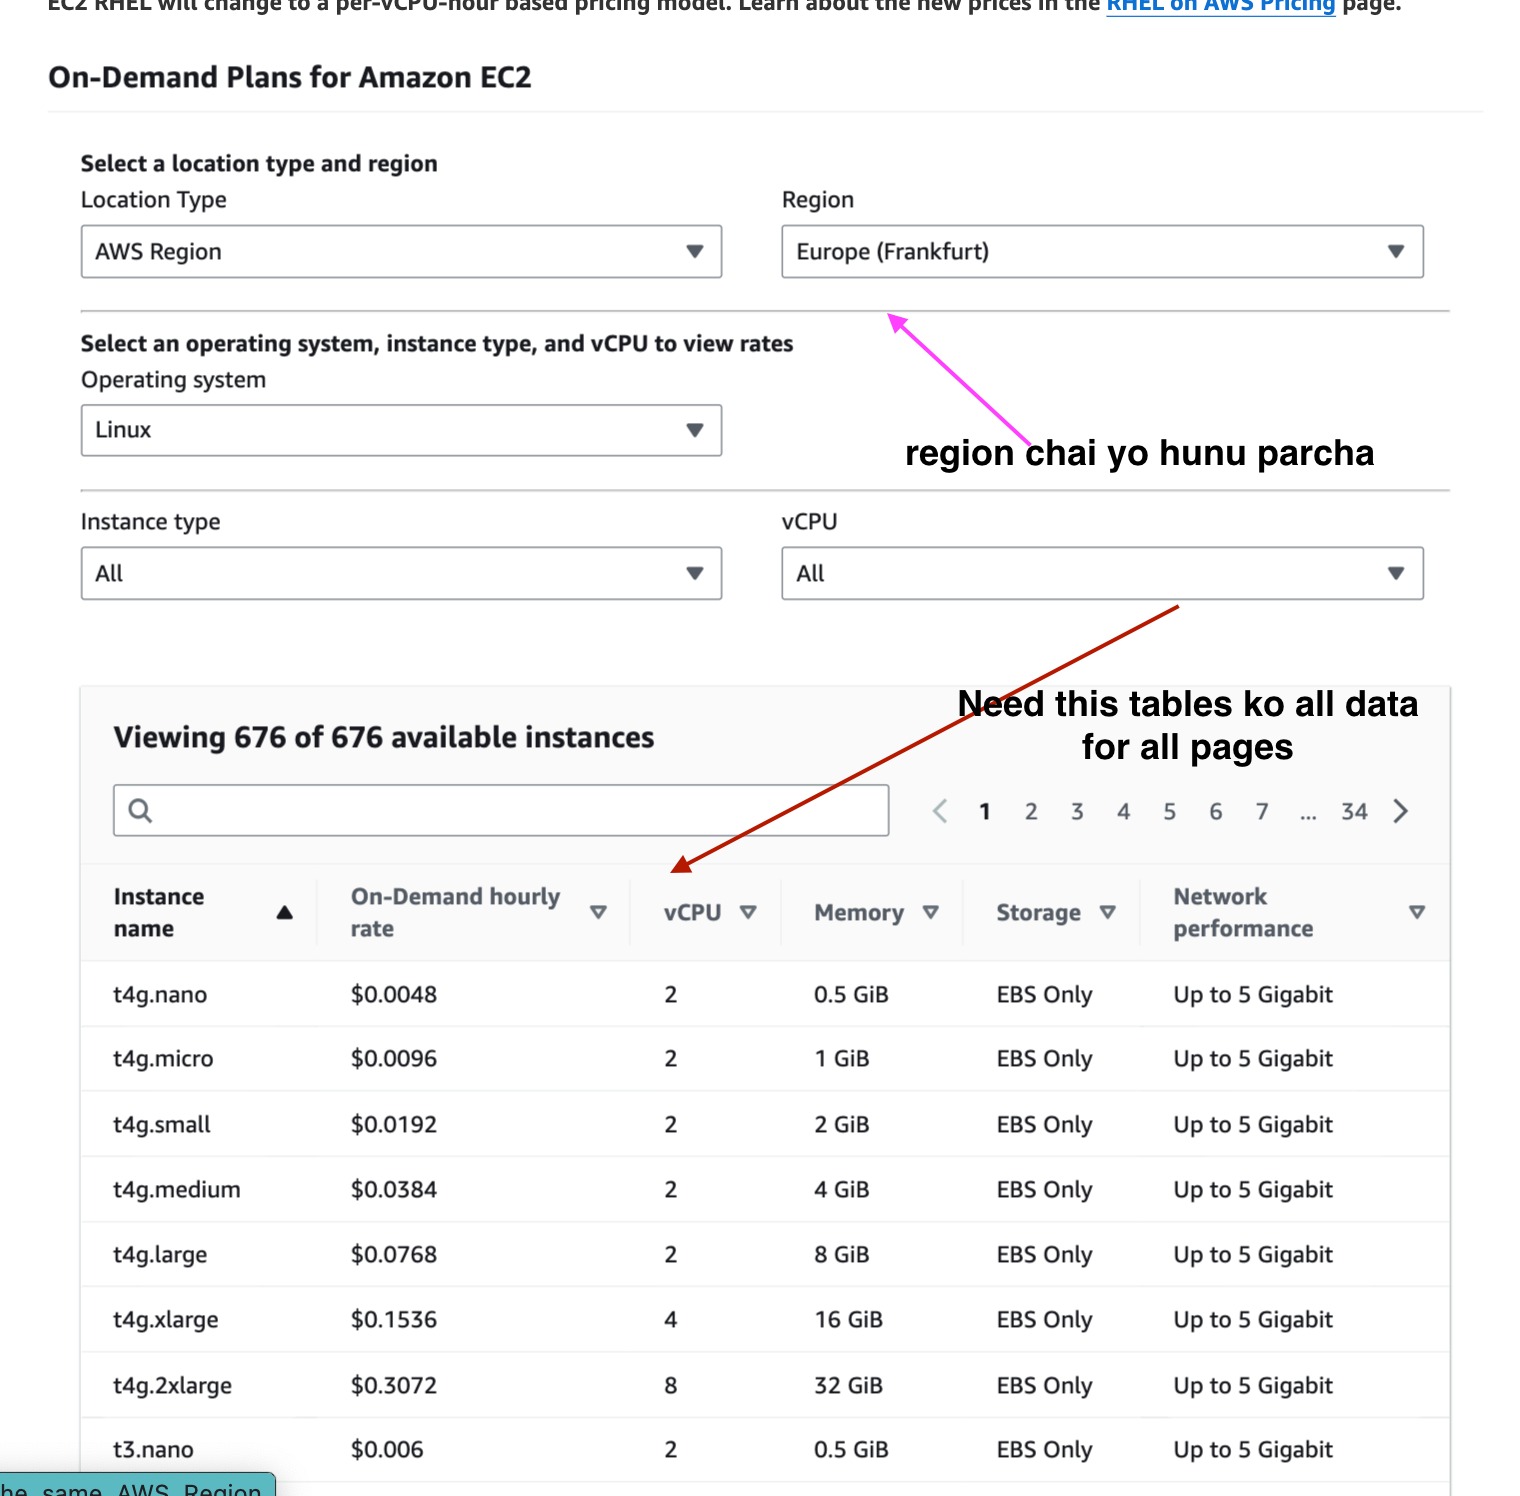 EC2 RHEL will change to a per-vCPU-hour based pricing model. Learn about the new prices in the RHEL on AWS Pricing page.
On-Demand Plans for Amazon EC2
Select a location type and region
Location Type
Region
AWS Region
Europe (Frankfurt)
Select an operating system, instance type, and vCPU to view rates
Operating system
Linux
region chai yo hunu parcha
Instance type
vCPU
All
All
Need this tables ko all data
for all pages
Viewing 676 of 676 available instances
1 2 3 4 5 6 7 ... 34
Instance name On-Demand hourly rate vCPU Memory Storage Network performance
t4g.nano $0.0048 2 0.5 GiB EBS Only Up to 5 Gigabit
t4g.micro $0.0096 2 1 GiB EBS Only Up to 5 Gigabit
t4g.small $0.0192 2 2 GiB EBS Only Up to 5 Gigabit
t4g.medium $0.0384 2 4 GiB EBS Only Up to 5 Gigabit
t4g.large $0.0768 2 8 GiB EBS Only Up to 5 Gigabit
t4g.xlarge $0.1536 4 16 GiB EBS Only Up to 5 Gigabit
t4g.2xlarge $0.3072 8 32 GiB EBS Only Up to 5 Gigabit
t3.nano $0.006 2 0.5 GiB EBS Only Up to 5 Gigabit
he same AWS Region